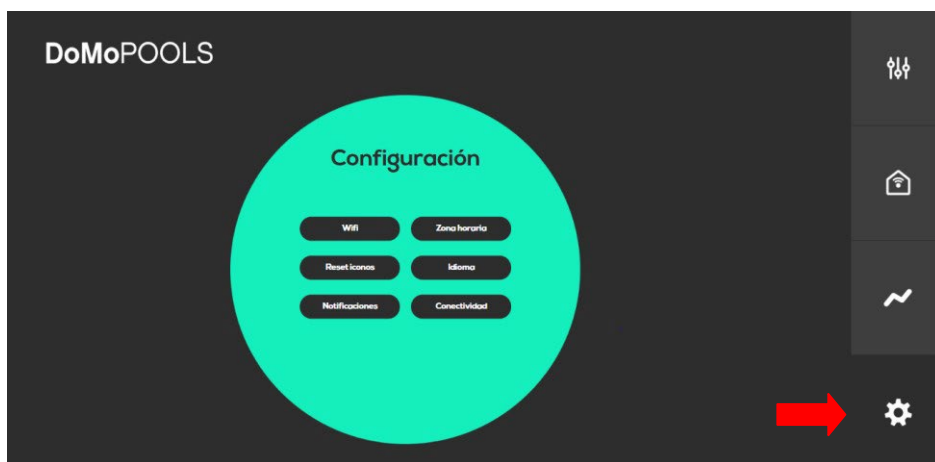 DoMoPOOLS
Configuración
Wifi Zona horaria
Reset iconos Idioma
Notificaciones Conectividad